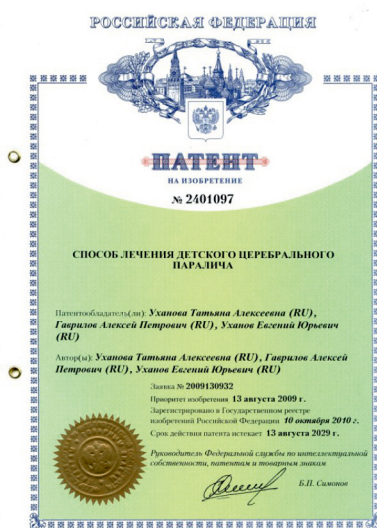 РОССИЙСКАЯ ФЕДЕРАЦИЯ
ПАТЕНТ
НА ИЗОБРЕТЕНИЕ
№ 2401097
СПОСОБ ЛЕЧЕНИЯ ДЕТСКОГО ЦЕРЕБРАЛЬНОГО
ПАРАЛИЧА
Патентообладатель(ли): Уханова Татьяна Алексеевна (RU),
Гаврилов Алексей Петрович (RU), Уханов Евгений Юрьевич
(RU)
Автор(ы): Уханова Татьяна Алексеевна (RU), Гаврилов Алексей
Петрович (RU), Уханов Евгений Юрьевич (RU)
Заявка № 2009130932
Приоритет изобретения 13 августа 2009 г.
Зарегистрировано в Государственном реестре
изобретений Российской Федерации 10 октября 2010 г.
Срок действия патента истекает 13 августа 2029 г.
Руководитель Федеральной службы по интеллектуальной
собственности, патентам и товарным знакам
Б.П. Симонов